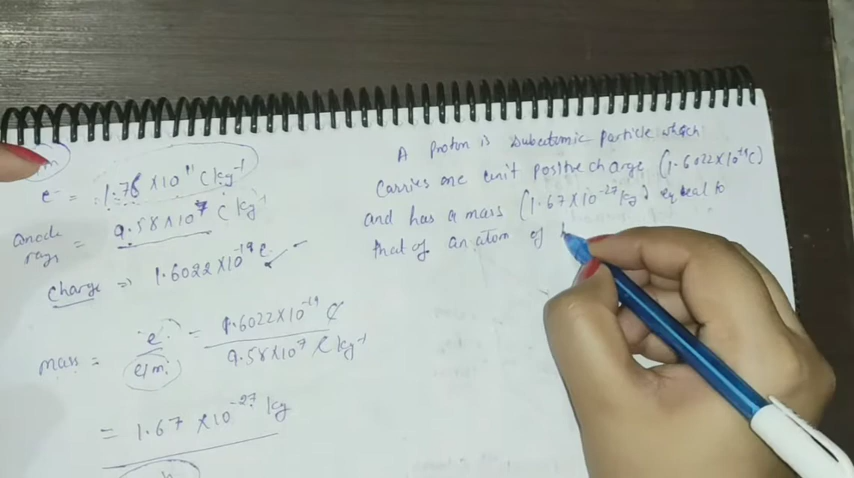 e/m
e⁻ = 1.76 × 10¹¹ C kg⁻¹
anode rays = 9.58 × 10⁷ C kg⁻¹
Charge ⇒ 1.6022 × 10⁻¹⁹ C
mass = e / e/m = 1.6022 × 10⁻¹⁹ C / 9.58 × 10⁷ C kg⁻¹
= 1.67 × 10⁻²⁷ kg
A Proton is Subatomic Particle which
carries one unit positive charge (1.6022 × 10⁻¹⁹ C)
and has a mass (1.67 × 10⁻²⁷ kg) equal to
that of an atom of h